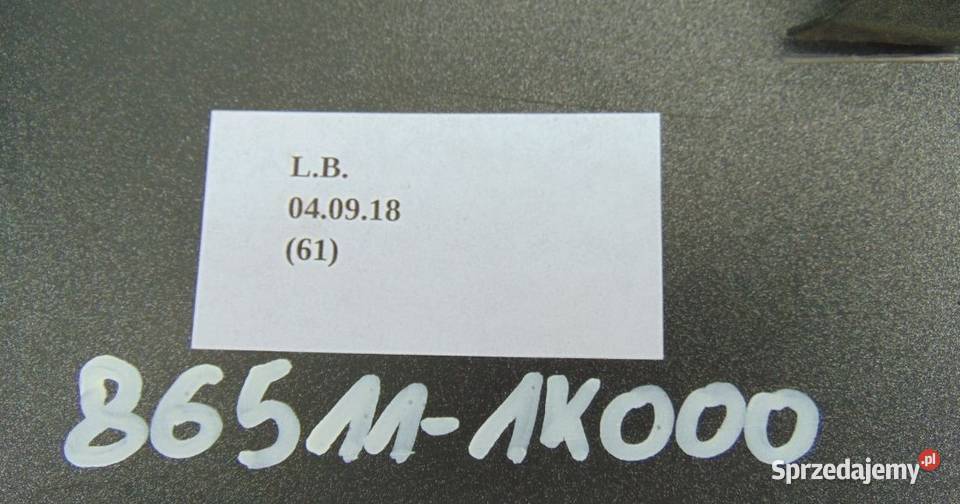 L.B.
04.09.18
(61)
86511-1K000
Sprzedajemy.pl